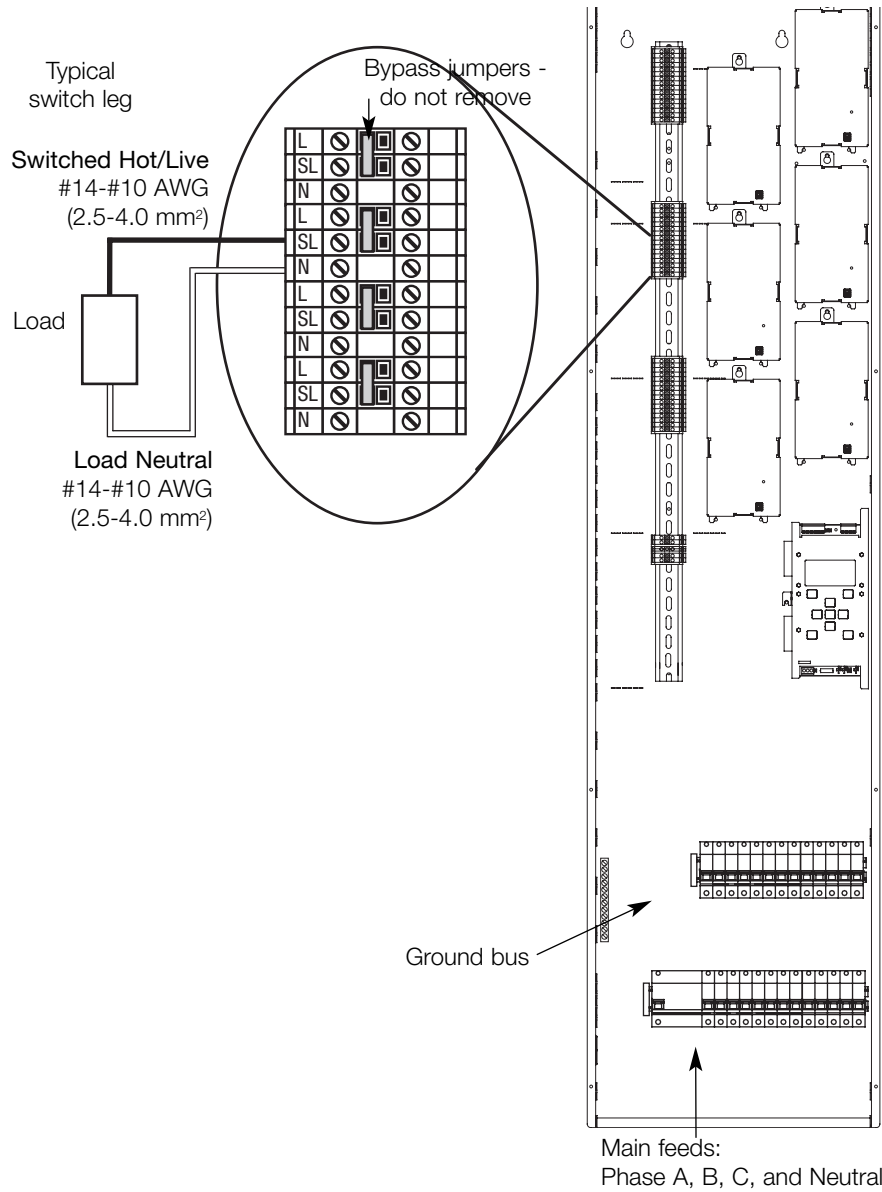 Typical
switch leg
Bypass jumpers -
do not remove
Switched Hot/Live
#14-#10 AWG
(2.5-4.0 mm²)
Load
Load Neutral
#14-#10 AWG
(2.5-4.0 mm²)
L
SL
N
L
SL
N
L
SL
N
L
SL
N
Ground bus
Main feeds:
Phase A, B, C, and Neutral